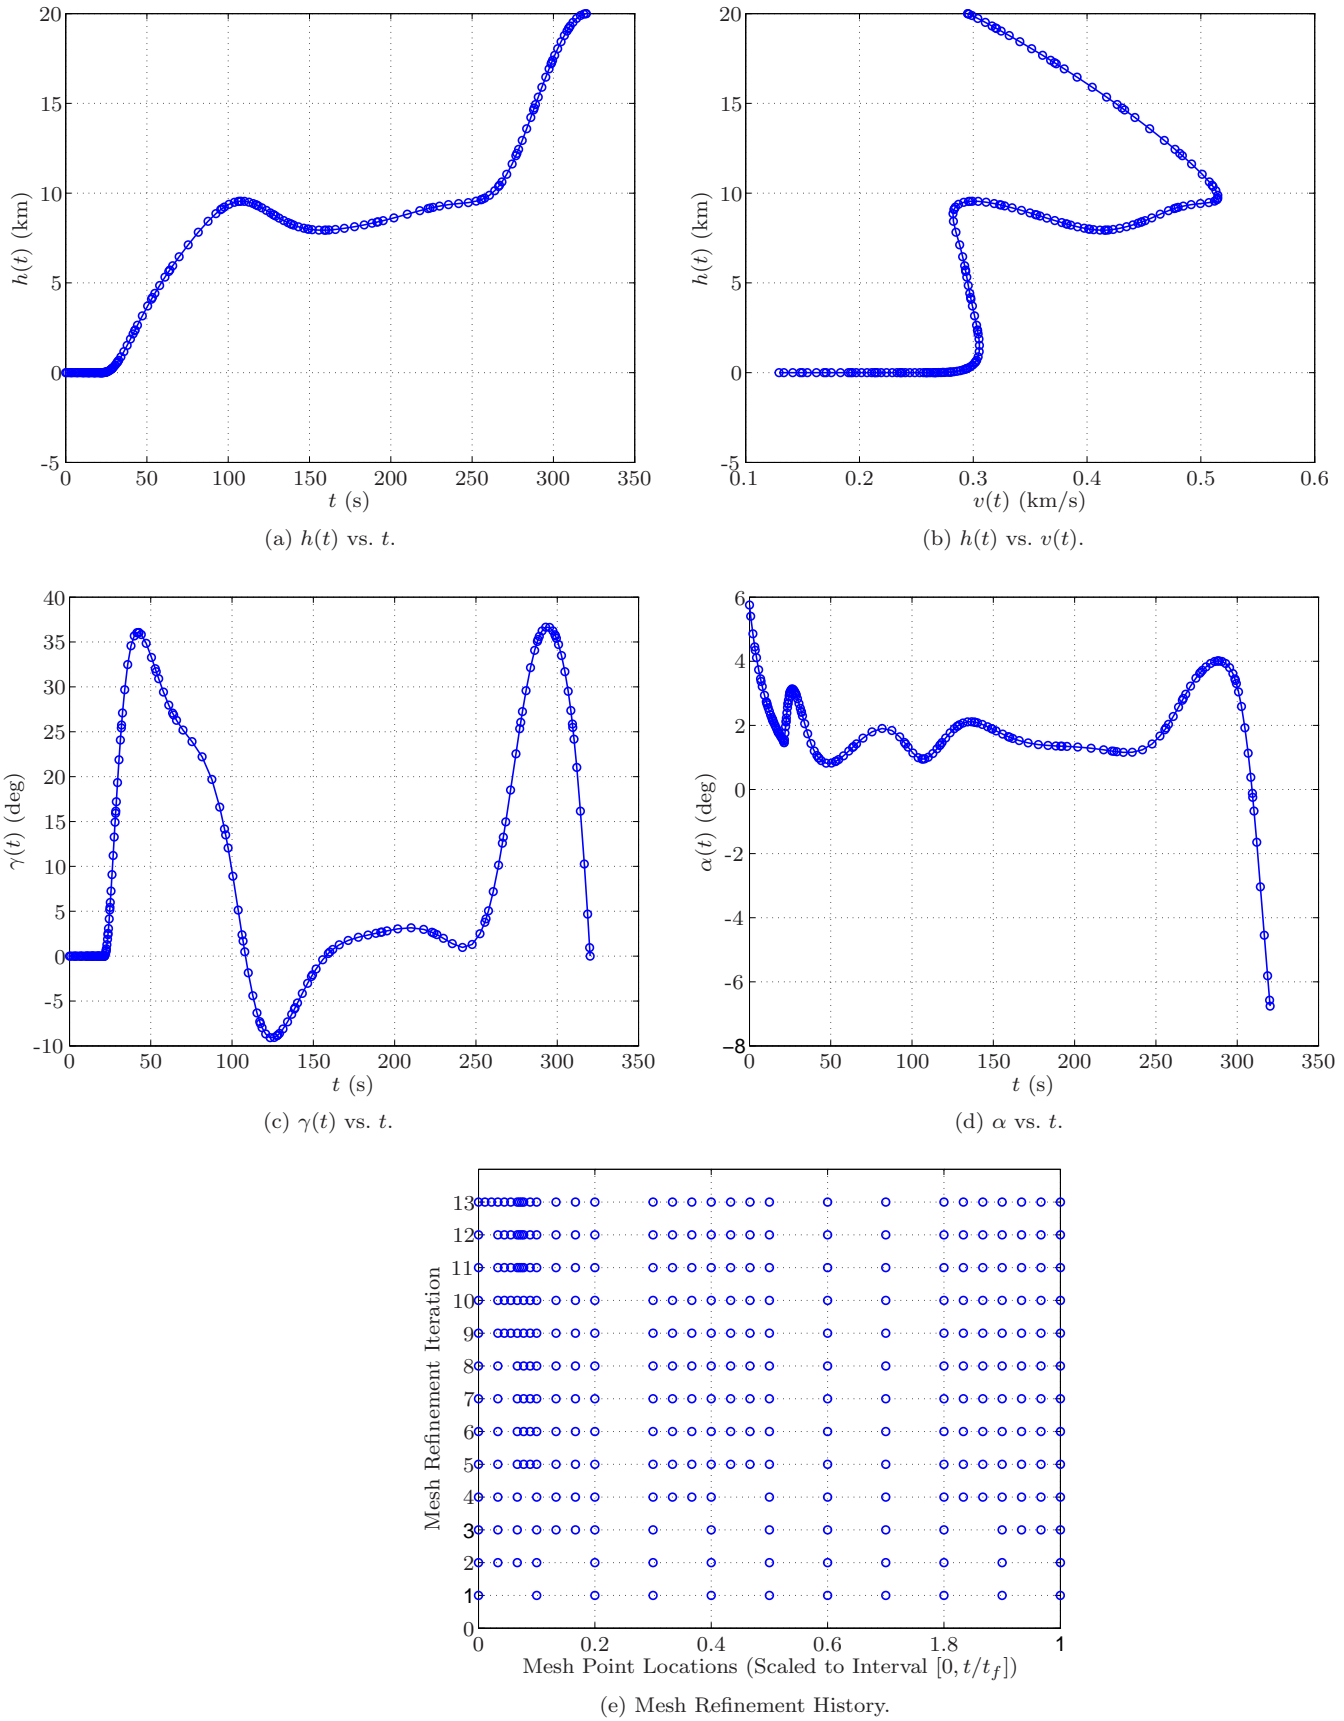 20
15
10
5
0
-5
0 50 100 150 200 250 300 350
h(t) (km)
t (s)
(a) h(t) vs. t.
20
15
10
5
0
-5
0.1 0.2 0.3 0.4 0.5 0.6
h(t) (km)
v(t) (km/s)
(b) h(t) vs. v(t).
40
35
30
25
20
15
10
5
0
-5
-10
0 50 100 150 200 250 300 350
γ(t) (deg)
t (s)
(c) γ(t) vs. t.
6
4
2
0
-2
-4
-6
−8
0 50 100 150 200 250 300 350
α(t) (deg)
t (s)
(d) α vs. t.
13
12
11
10
9
8
7
6
5
4
3
2
1
0
0 0.2 0.4 0.6 1.8 1
Mesh Refinement Iteration
Mesh Point Locations (Scaled to Interval [0, t/t_f])
(e) Mesh Refinement History.